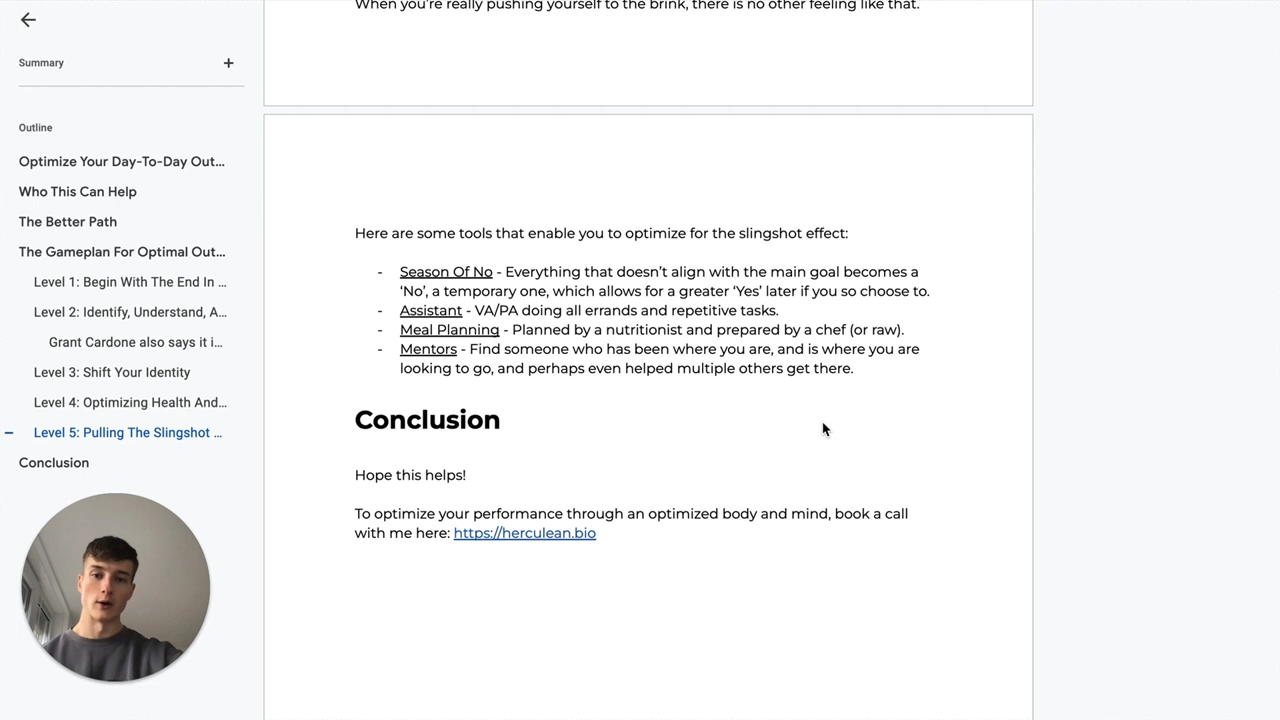 When you're really pushing yourself to the brink, there is no other feeling like that.
Summary
+
Outline
Optimize Your Day-To-Day Out...
Who This Can Help
The Better Path
The Gameplan For Optimal Out...
Level 1: Begin With The End In ...
Level 2: Identify, Understand, A...
Grant Cardone also says it i...
Level 3: Shift Your Identity
Level 4: Optimizing Health And...
Level 5: Pulling The Slingshot ...
Conclusion
Here are some tools that enable you to optimize for the slingshot effect:
- Season Of No - Everything that doesn't align with the main goal becomes a
‘No’, a temporary one, which allows for a greater ‘Yes’ later if you so choose to.
- Assistant - VA/PA doing all errands and repetitive tasks.
- Meal Planning - Planned by a nutritionist and prepared by a chef (or raw).
- Mentors - Find someone who has been where you are, and is where you are
looking to go, and perhaps even helped multiple others get there.
Conclusion
Hope this helps!
To optimize your performance through an optimized body and mind, book a call
with me here: https://herculean.bio